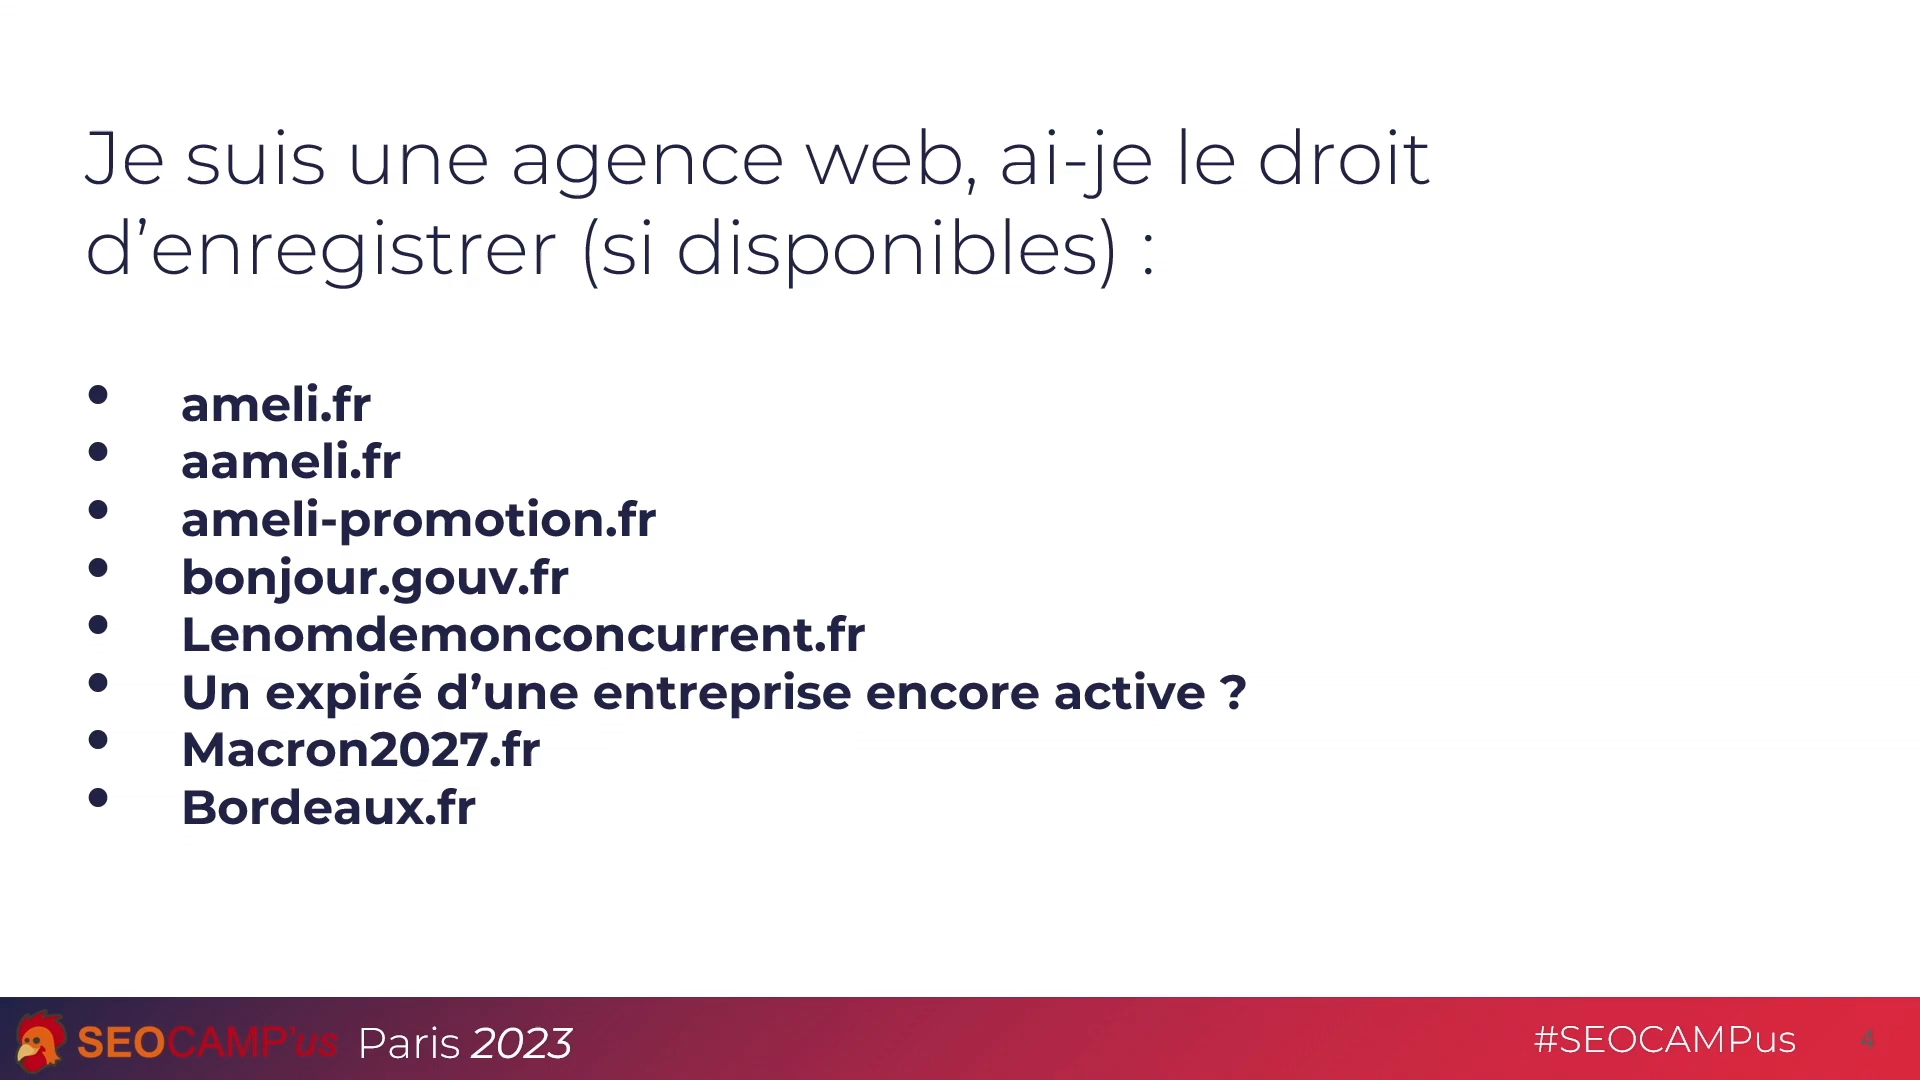 Je suis une agence web, ai-je le droit
d’enregistrer (si disponibles) :
• ameli.fr
• aameli.fr
• ameli-promotion.fr
• bonjour.gouv.fr
• Lenomdemonconcurrent.fr
• Un expiré d’une entreprise encore active ?
• Macron2027.fr
• Bordeaux.fr
SEOCAMP'us Paris 2023
#SEOCAMPus
4